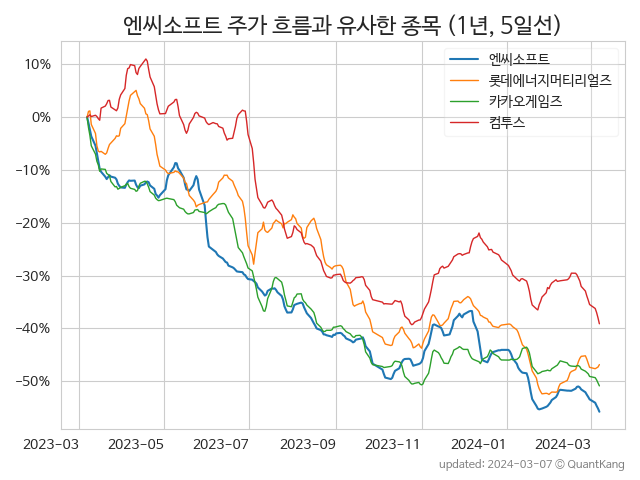 엔씨소프트 주가 흐름과 유사한 종목 (1년, 5일선)
엔씨소프트
롯데에너지머티리얼즈
카카오게임즈
컴투스
10%
0%
−10%
−20%
−30%
−40%
−50%
2023−03 2023−05 2023−07 2023−09 2023−11 2024−01 2024−03
updated: 2024-03-07 © QuantKang